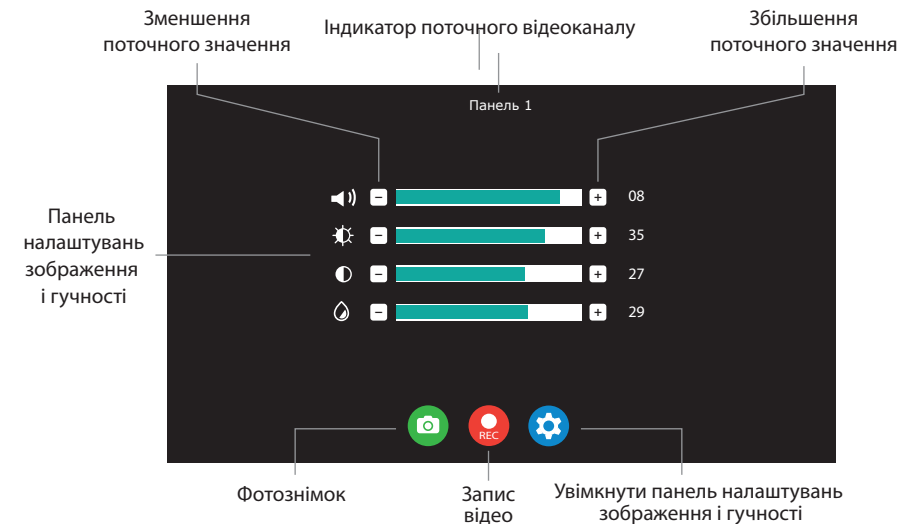 Зменшення
поточного значення
Індикатор поточного відеоканалу
Збільшення
поточного значення
Панель 1
08
35
27
29
Панель
налаштувань
зображення
і гучності
REC
Фотознімок
Запис
відео
Увімкнути панель налаштувань
зображення і гучності